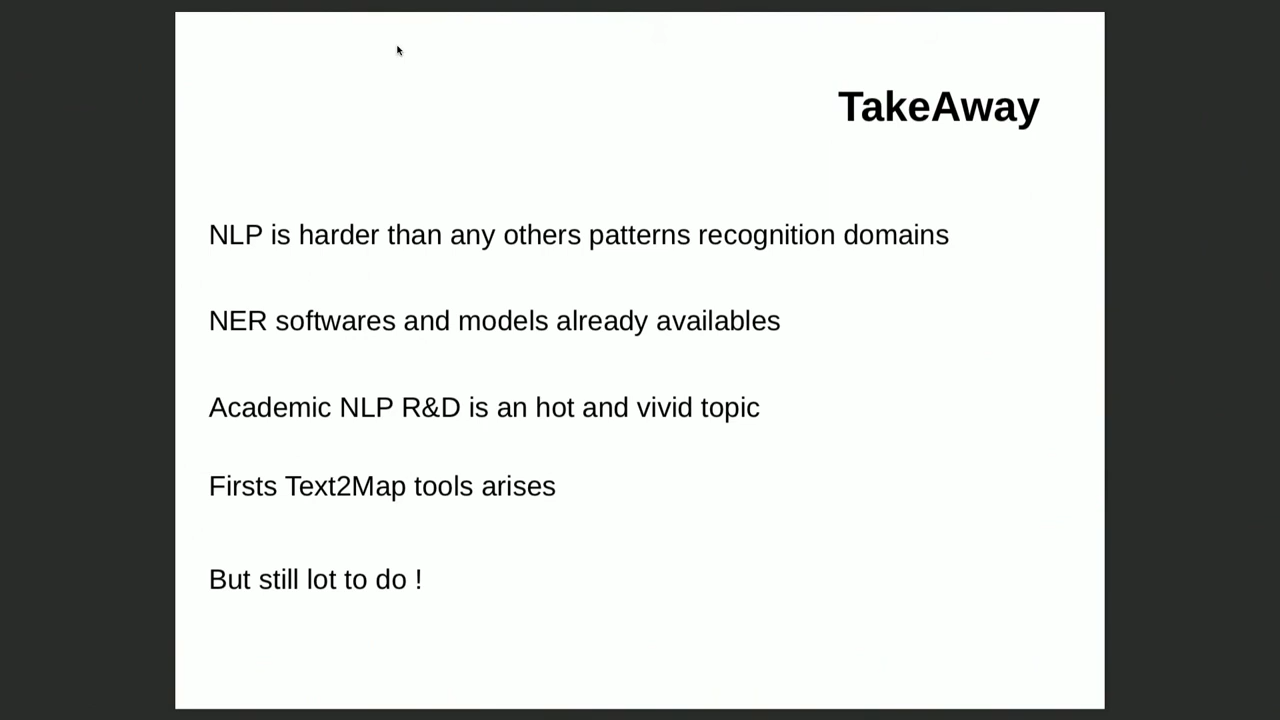 TakeAway
NLP is harder than any others patterns recognition domains
NER softwares and models already availables
Academic NLP R&D is an hot and vivid topic
Firsts Text2Map tools arises
But still lot to do !